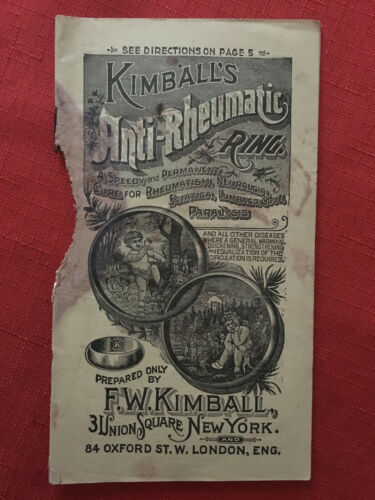 SEE DIRECTIONS ON PAGE 5
KIMBALL'S
Anti-Rheumatic
RING.
A SPEEDY AND PERMANENT
CURE FOR RHEUMATISM, NEURALGIA,
SCIATICA, LUMBAGO, GOUT,
PARALYSIS
AND ALL OTHER DISEASES
WHERE A GENERAL WARMING,
QUICKENING, STRENGTHENING
AND EQUALIZATION OF THE
CIRCULATION IS REQUIRED.
K
PREPARED ONLY
BY
F.W. KIMBALL,
31 UNION SQUARE, NEW YORK.
AND
84 OXFORD ST. W. LONDON, ENG.